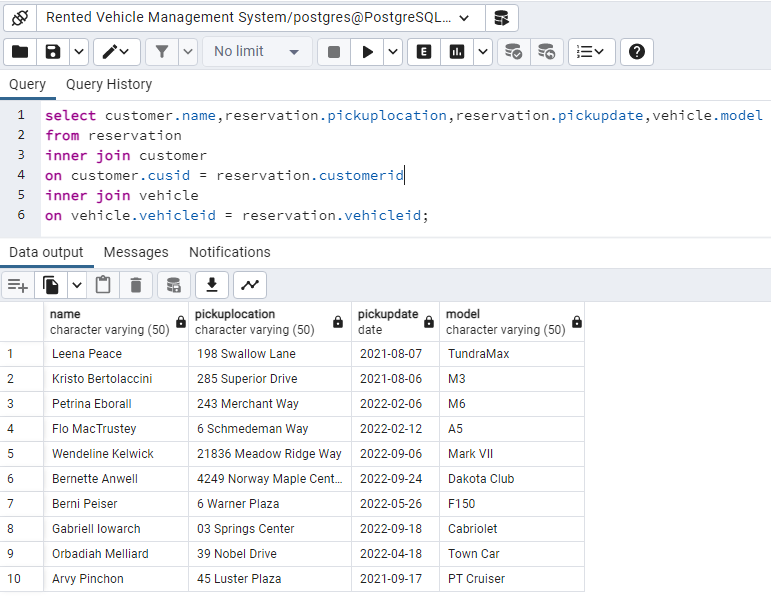 Rented Vehicle Management System/postgres@PostgreSQL...
No limit
E
Query Query History
1 select customer.name,reservation.pickuplocation,reservation.pickupdate,vehicle.model
2 from reservation
3 inner join customer
4 on customer.cusid = reservation.customerid
5 inner join vehicle
6 on vehicle.vehicleid = reservation.vehicleid;
Data output Messages Notifications
name pickuplocation pickupdate model
character varying (50) character varying (50) date character varying (50)
1 Leena Peace 198 Swallow Lane 2021-08-07 TundraMax
2 Kristo Bertolaccini 285 Superior Drive 2021-08-06 M3
3 Petrina Eborall 243 Merchant Way 2022-02-06 M6
4 Flo MacTrustey 6 Schmedeman Way 2022-02-12 A5
5 Wendeline Kelwick 21836 Meadow Ridge Way 2022-09-06 Mark VII
6 Bernette Anwell 4249 Norway Maple Cent... 2022-09-24 Dakota Club
7 Berni Peiser 6 Warner Plaza 2022-05-26 F150
8 Gabriell Iowarch 03 Springs Center 2022-09-18 Cabriolet
9 Orbadiah Melliard 39 Nobel Drive 2022-04-18 Town Car
10 Arvy Pinchon 45 Luster Plaza 2021-09-17 PT Cruiser